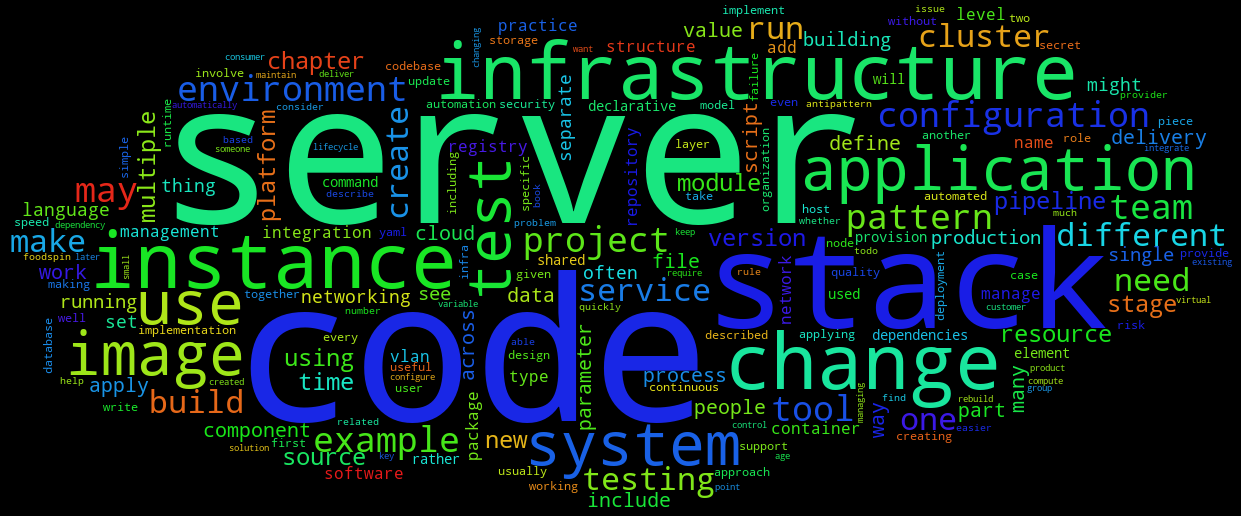 implement
issue
without
two
practice
value
run
level
secret
storage
structure
add
building
cluster
consumer
chapter
infrastructure
changing
want
codebase
involve
maintain
deliver
update
environment
failure
will
might
provider
automatically
consider
automation
security
declarative
model
even
antipattern
configuration
piece
runtime
multiple
platform
create
separate
script
another
name
role
delivery
integrate
based
someone
simple
lifecycle
server
registry
repository
layer
define
application
thing
command
describe
including
specific
book
test
module
take
organization
automated
may
language
speed
dependency
management
integration
yaml
cloud
problem
keep
host
whether
pattern
pipeline
much
team
make
foodspin
later
work
making
small
instance
infra
project
shared
file
version
node
todo
provision
production
different
single
provide
existing
given
often
require
rule
quality
case
need
running
well
set
together
networking
see
data
service
network
used
deployment
manage
customer
stage
virtual
use
implementation
number
variable
across
quickly
stack
risk
database
image
every
able
design
described
applying
dependencies
resource
using
vlan
useful
configure
user
time
type
parameter
process
continuous
change
element
product
compute
group
help
apply
created
write
build
code
package
people
tool
managing
find
rebuild
many
way
one
part
easier
component
first
related
example
new
control
container
creating
solution
source
key
rather
system
support
age
software
usually
working
testing
approach
point
include